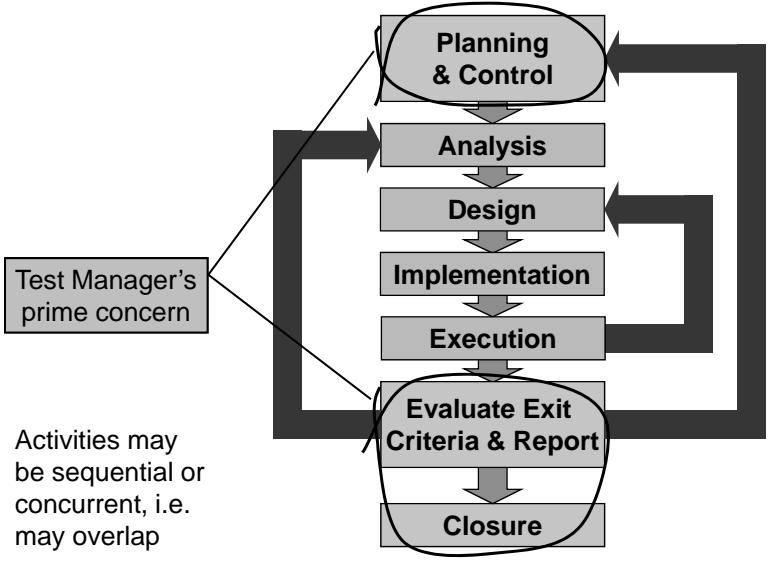 Planning
& Control
Analysis
Design
Test Manager's
prime concern
Implementation
Execution
Evaluate Exit
Criteria & Report
Activities may
be sequential or
concurrent, i.e.
may overlap
Closure